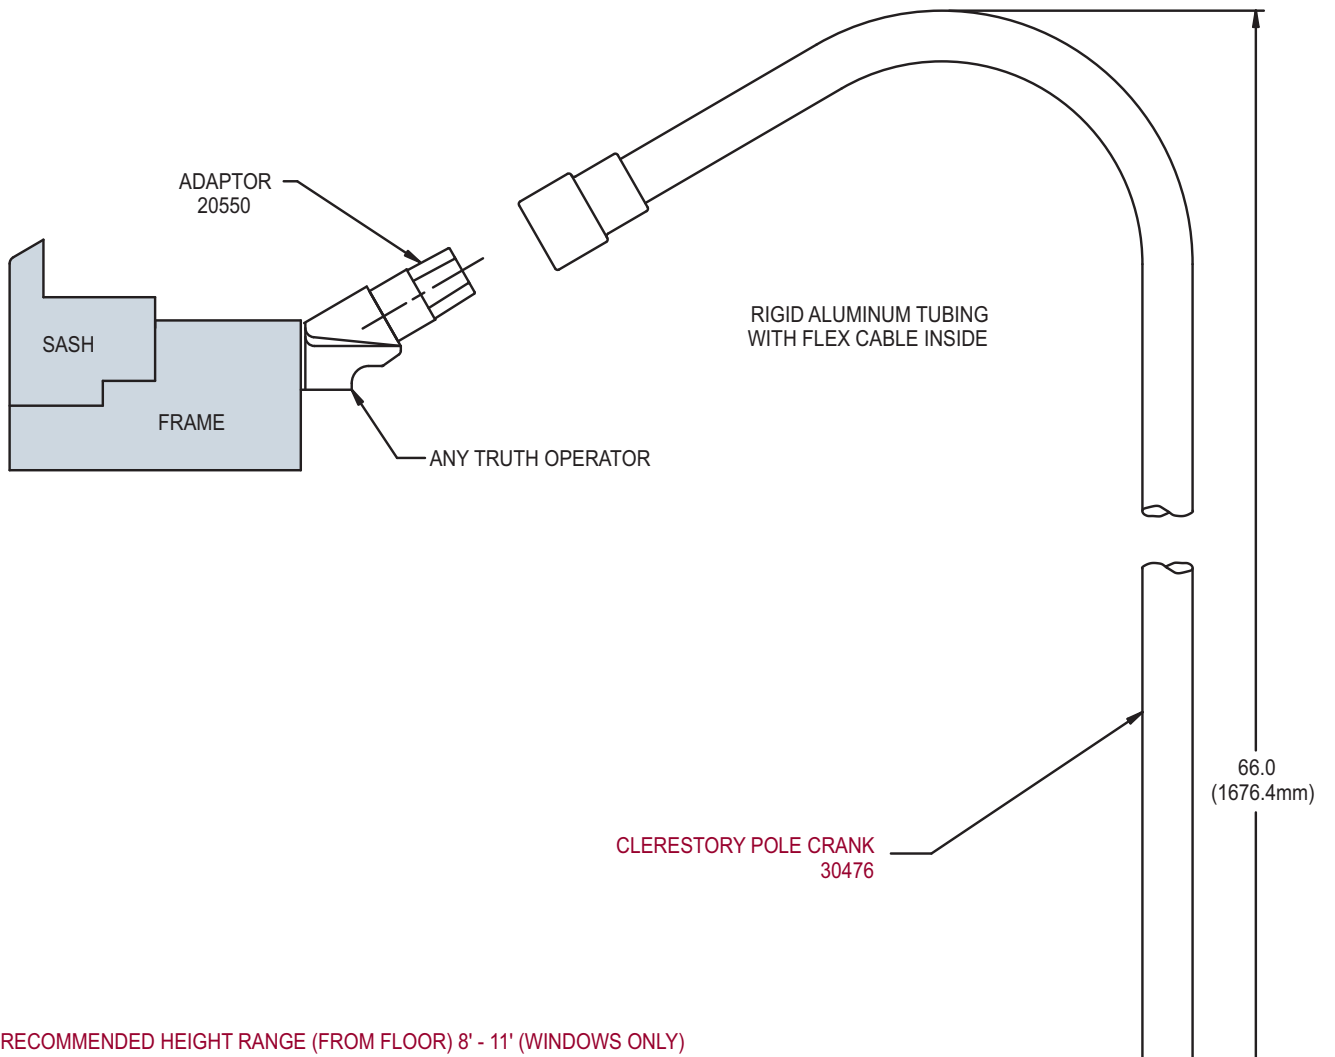 ADAPTOR
20550
SASH
FRAME
RIGID ALUMINUM TUBING
WITH FLEX CABLE INSIDE
ANY TRUTH OPERATOR
66.0
(1676.4mm)
CLERESTORY POLE CRANK
30476
RECOMMENDED HEIGHT RANGE (FROM FLOOR) 8' - 11' (WINDOWS ONLY)